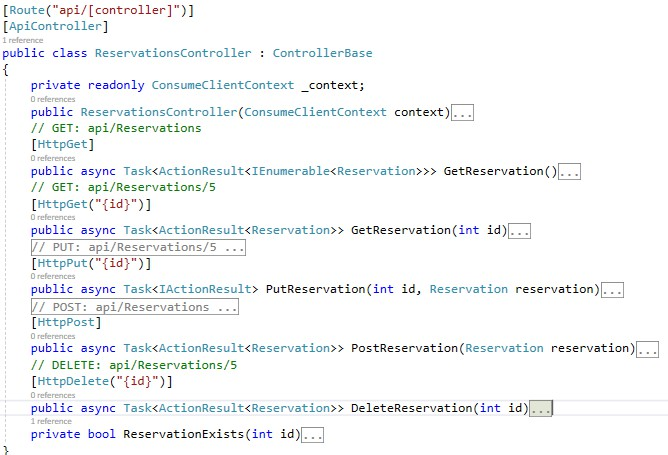 [Route("api/[controller]")]
[ApiController]
1 reference
public class ReservationsController : ControllerBase
{
private readonly ConsumeClientContext _context;
0 references
public ReservationsController(ConsumeClientContext context)...
// GET: api/Reservations
[HttpGet]
0 references
public async Task<ActionResult<IEnumerable<Reservation>>> GetReservation()...
// GET: api/Reservations/5
[HttpGet("{id}")]
0 references
public async Task<ActionResult<Reservation>> GetReservation(int id)...
// PUT: api/Reservations/5 ...
[HttpPut("{id}")]
0 references
public async Task<IActionResult> PutReservation(int id, Reservation reservation)...
// POST: api/Reservations ...
[HttpPost]
0 references
public async Task<ActionResult<Reservation>> PostReservation(Reservation reservation)...
// DELETE: api/Reservations/5
[HttpDelete("{id}")]
0 references
public async Task<ActionResult<Reservation>> DeleteReservation(int id)...
1 reference
private bool ReservationExists(int id)...
}